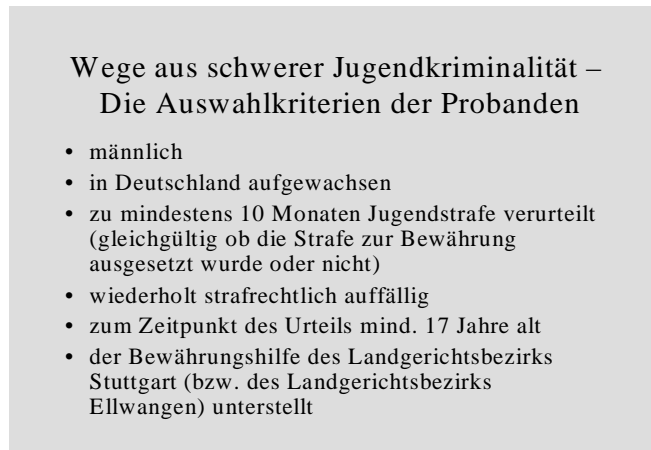 Wege aus schwerer Jugendkriminalität –
Die Auswahlkriterien der Probanden
• männlich
• in Deutschland aufgewachsen
• zu mindestens 10 Monaten Jugendstrafe verurteilt
(gleichgültig ob die Strafe zur Bewährung
ausgesetzt wurde oder nicht)
• wiederholt strafrechtlich auffällig
• zum Zeitpunkt des Urteils mind. 17 Jahre alt
• der Bewährungshilfe des Landgerichtsbezirks
Stuttgart (bzw. des Landgerichtsbezirks
Ellwangen) unterstellt